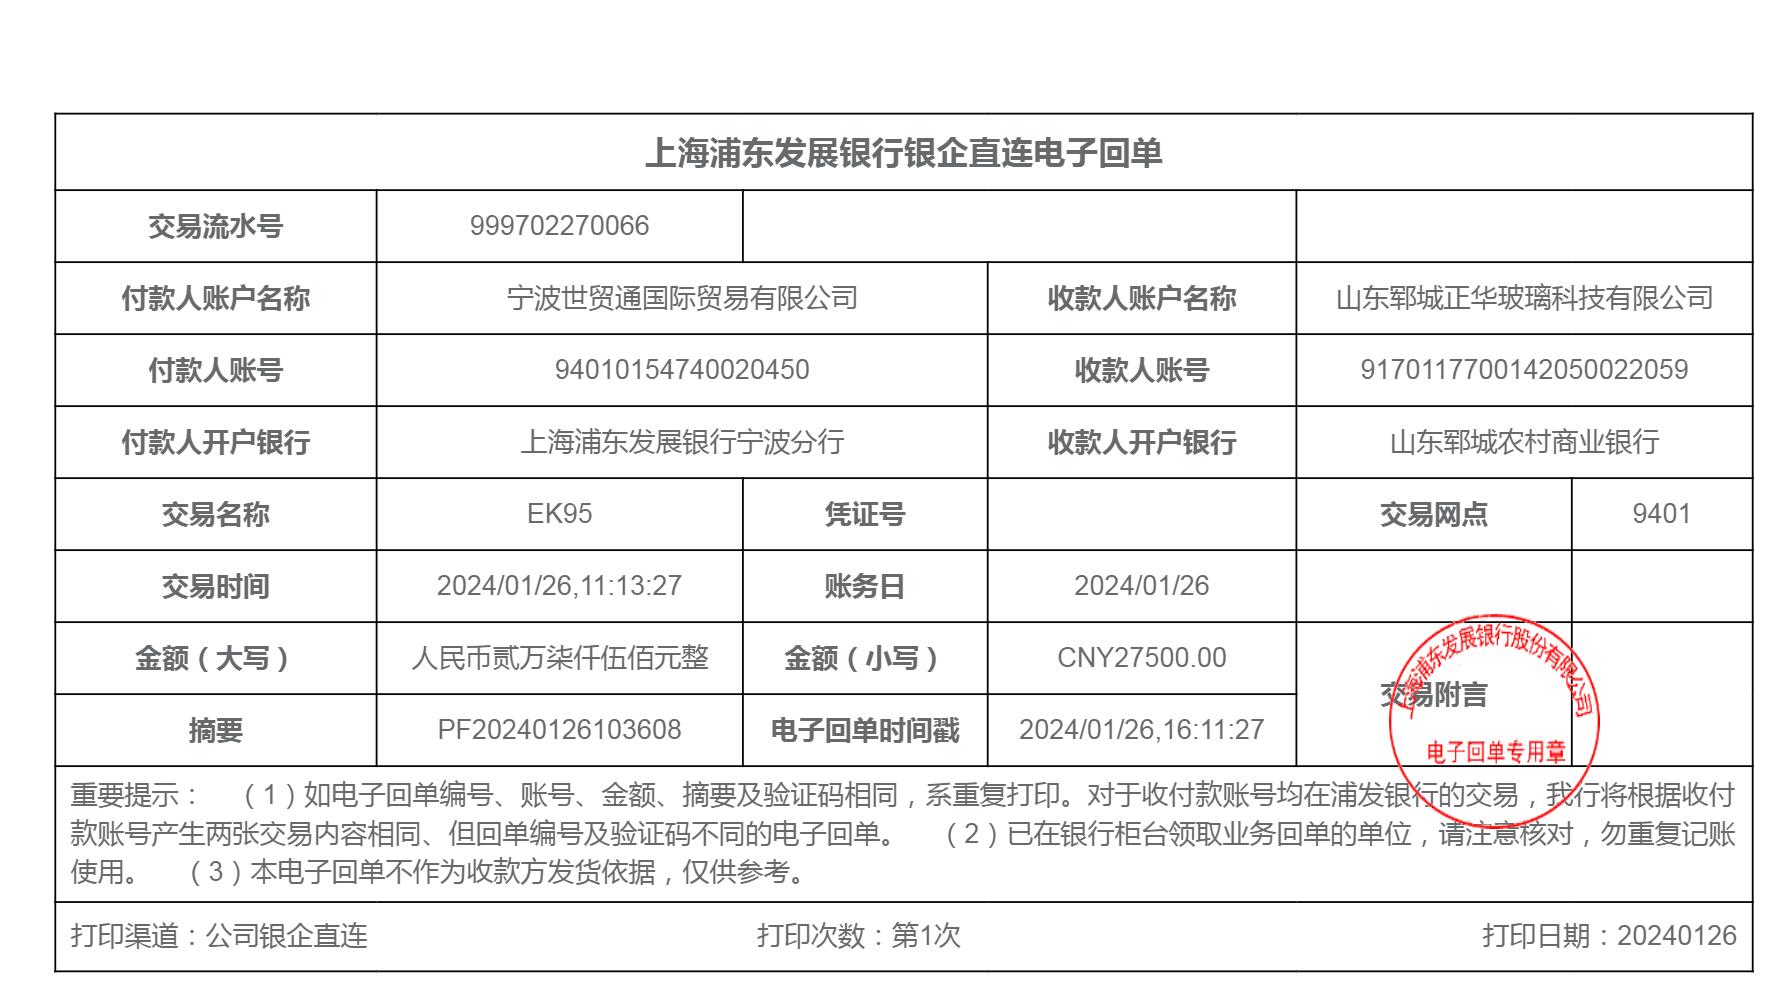 上海浦东发展银行银企直连电子回单
交易流水号 999702270066
付款人账户名称 宁波世贸通国际贸易有限公司 收款人账户名称 山东郓城正华玻璃科技有限公司
付款人账号 94010154740020450 收款人账号 9170117700142050022059
付款人开户银行 上海浦东发展银行宁波分行 收款人开户银行 山东郓城农村商业银行
交易名称 EK95 凭证号 交易网点 9401
交易时间 2024/01/26,11:13:27 账务日 2024/01/26
金额（大写） 人民币贰万柒仟伍佰元整 金额（小写） CNY27500.00
交易附言
摘要 PF20240126103608 电子回单时间戳 2024/01/26,16:11:27
上海浦东发展银行股份有限公司
电子回单专用章
重要提示： （1）如电子回单编号、账号、金额、摘要及验证码相同，系重复打印。对于收付款账号均在浦发银行的交易，我行将根据收付
款账号产生两张交易内容相同、但回单编号及验证码不同的电子回单。 （2）已在银行柜台领取业务回单的单位，请注意核对，勿重复记账
使用。 （3）本电子回单不作为收款方发货依据，仅供参考。
打印渠道：公司银企直连 打印次数：第1次 打印日期：20240126